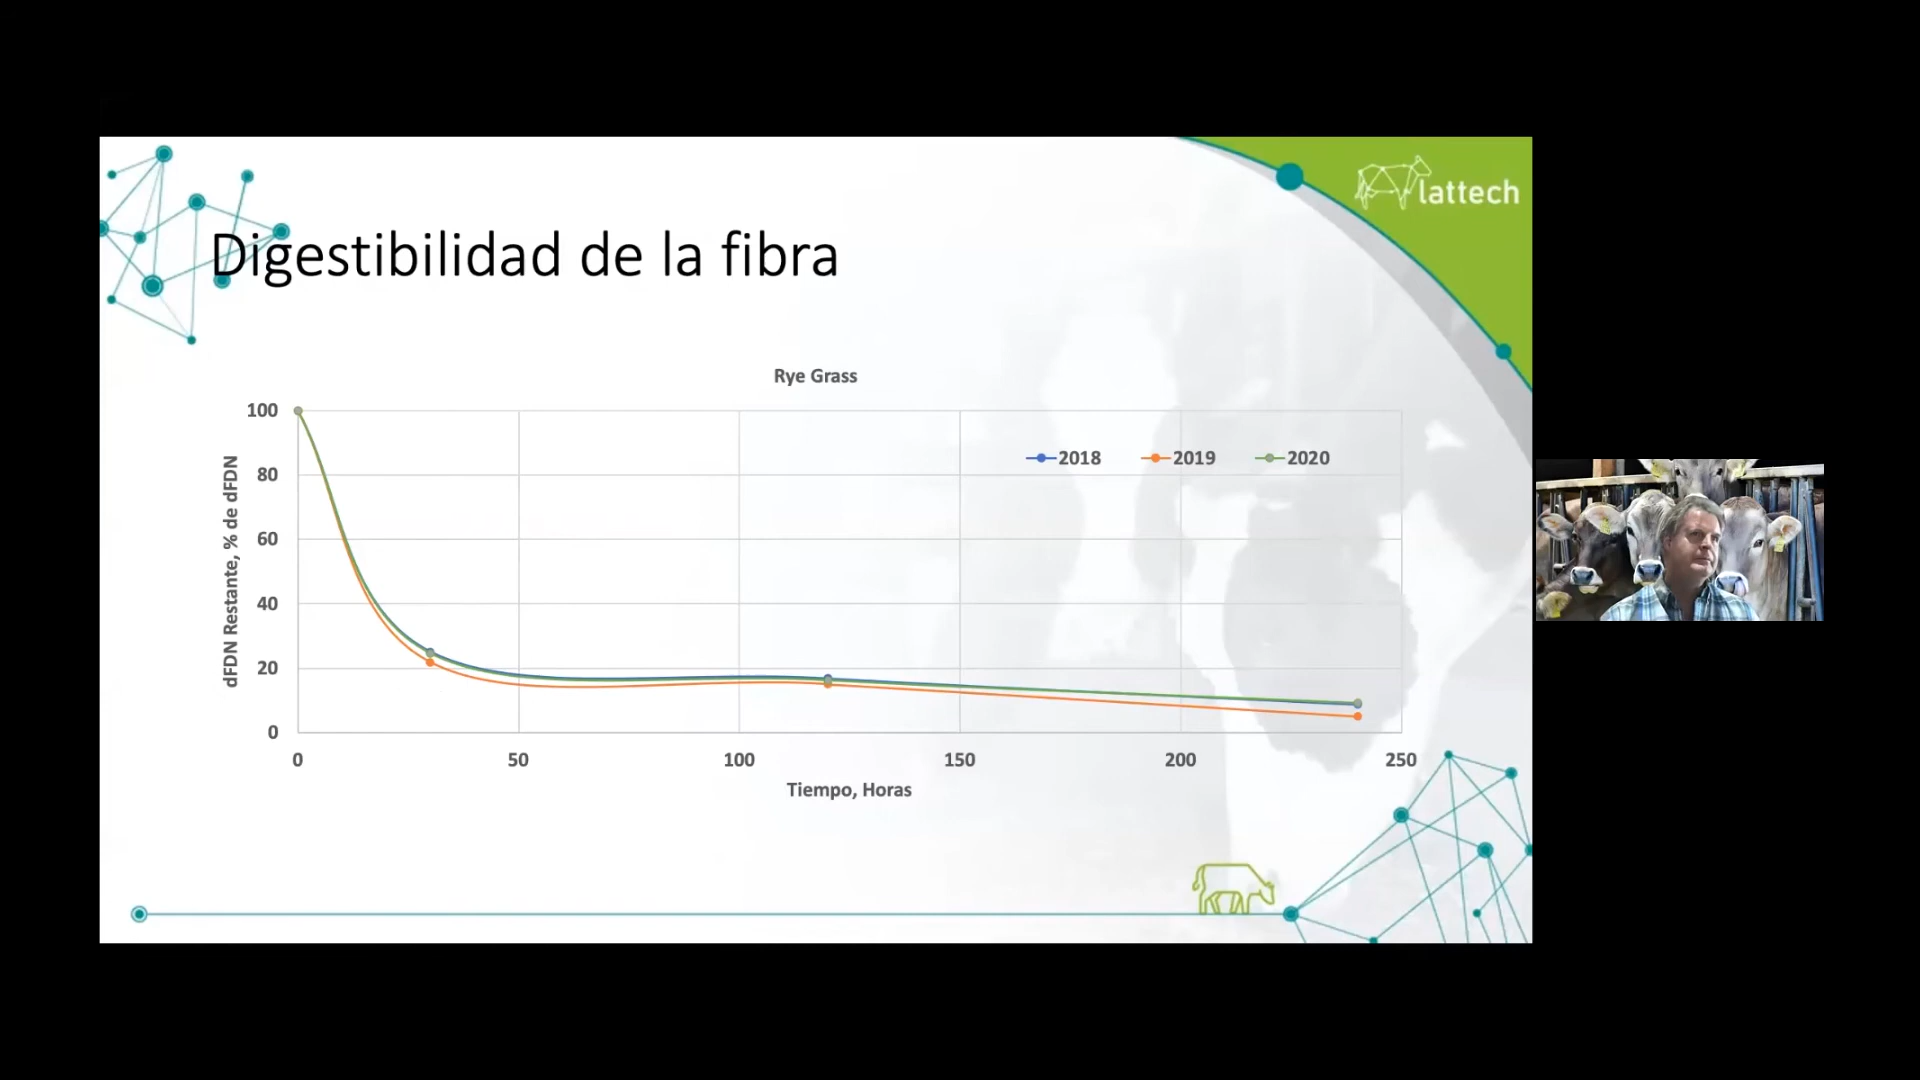 lattech
Digestibilidad de la fibra
Rye Grass
100
80
60
40
20
0
dFDN Restante, % de dFDN
2018 2019 2020
0 50 100 150 200 250
Tiempo, Horas